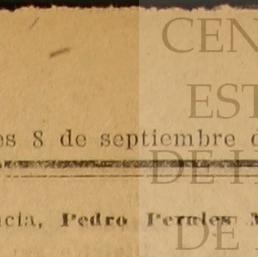 CEN
EST
es 8 de septiembre d
DE H
ncia, Pedro Perales M
DE